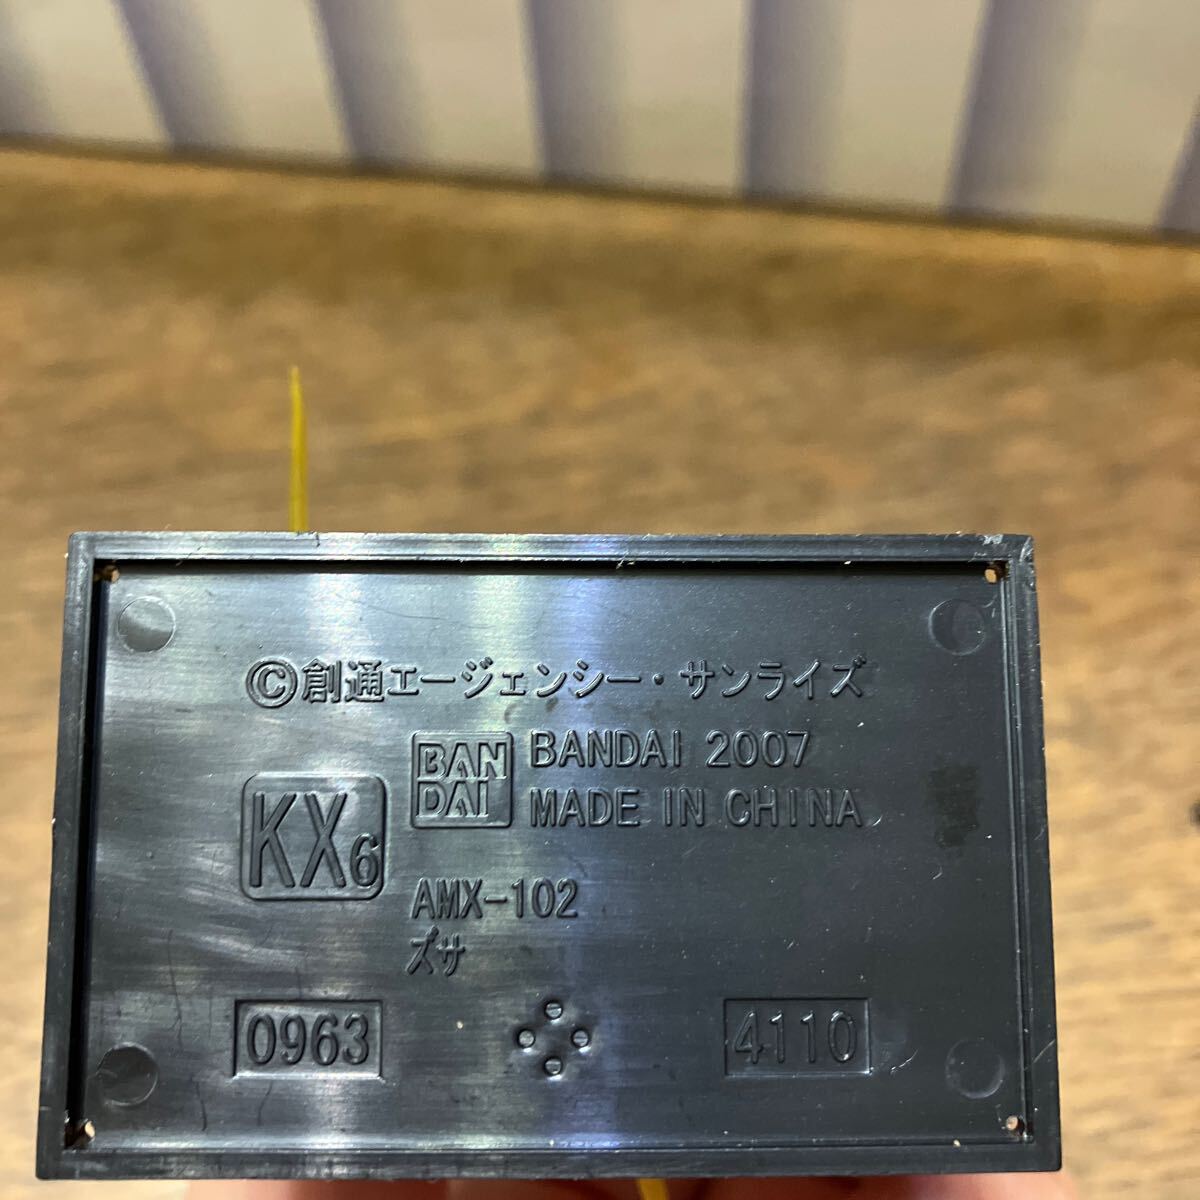 ©創通エージェンシー・サンライズ
BAN
DAI
BANDAI 2007
MADE IN CHINA
KX6
AMX-102
ズサ
0963
4110